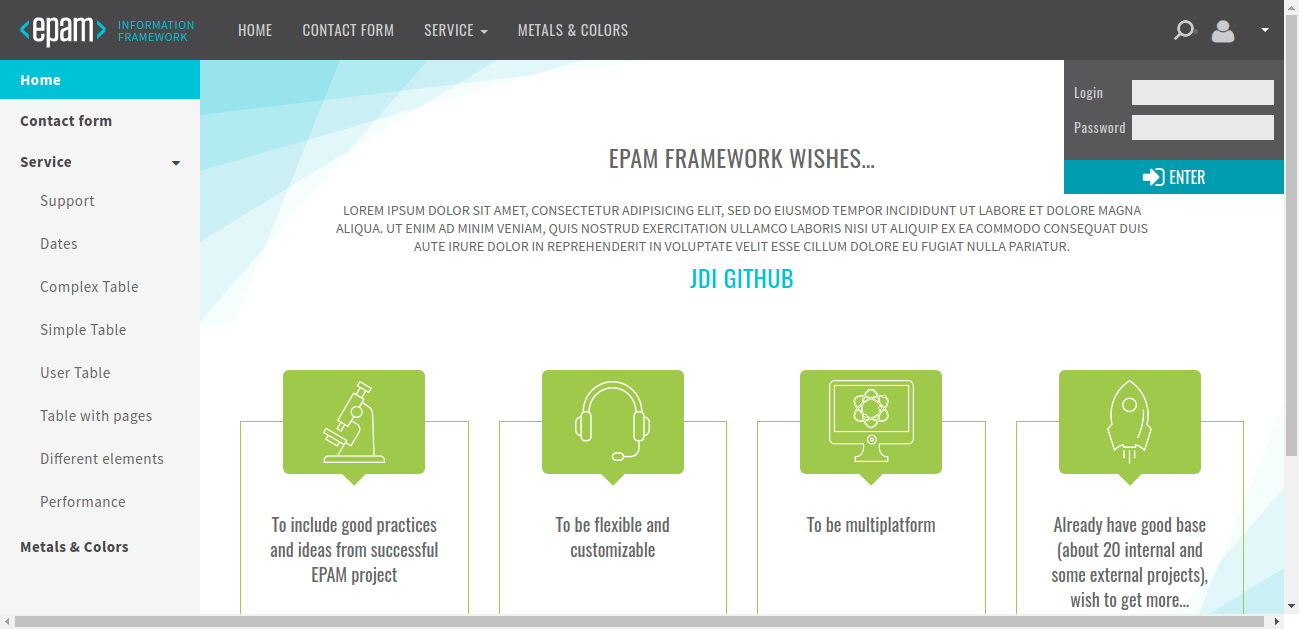 <epam> INFORMATION
FRAMEWORK
HOME CONTACT FORM SERVICE METALS & COLORS
Login
Password
ENTER
Home
Contact form
Service
Support
Dates
Complex Table
Simple Table
User Table
Table with pages
Different elements
Performance
Metals & Colors
EPAM FRAMEWORK WISHES...
LOREM IPSUM DOLOR SIT AMET, CONSECTETUR ADIPISICING ELIT, SED DO EIUSMOD TEMPOR INCIDIDUNT UT LABORE ET DOLORE MAGNA
ALIQUA. UT ENIM AD MINIM VENIAM, QUIS NOSTRUD EXERCITATION ULLAMCO LABORIS NISI UT ALIQUIP EX EA COMMODO CONSEQUAT DUIS
AUTE IRURE DOLOR IN REPREHENDERIT IN VOLUPTATE VELIT ESSE CILLUM DOLORE EU FUGIAT NULLA PARIATUR.
JDI GITHUB
To include good practices
and ideas from successful
EPAM project
To be flexible and
customizable
To be multiplatform
Already have good base
(about 20 internal and
some external projects),
wish to get more...